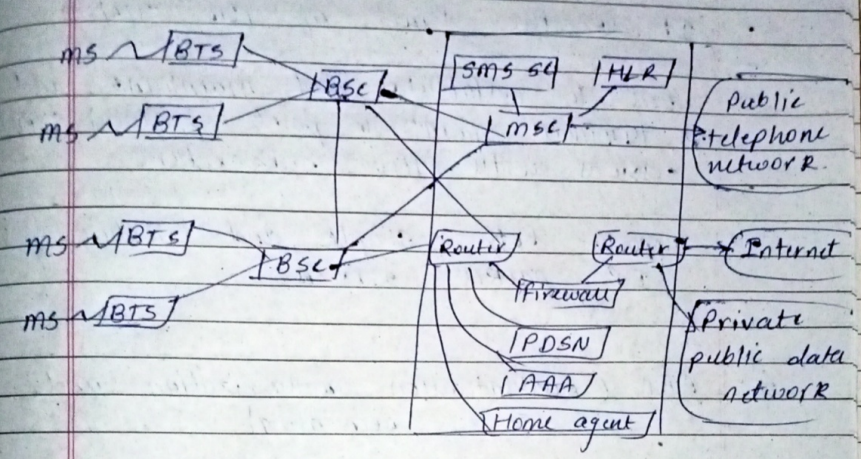 ms BTS
BSC
SMS SC
HLR
Public
telephone
network
ms BTS
MSC
ms BTS
BSC
Router
Router
Internet
firewall
ms BTS
PDSN
Private
public data
network
AAA
Home agent